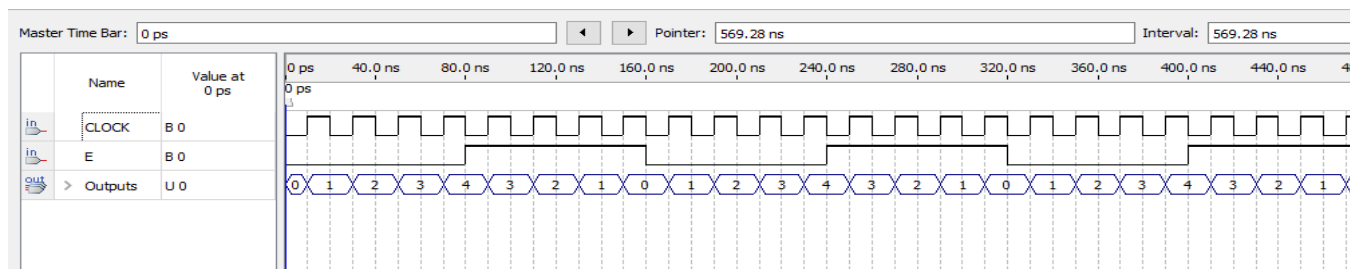 Master Time Bar: 0 ps Pointer: 569.28 ns Interval: 569.28 ns
Name Value at 0 ps
0 ps 40.0 ns 80.0 ns 120.0 ns 160.0 ns 200.0 ns 240.0 ns 280.0 ns 320.0 ns 360.0 ns 400.0 ns 440.0 ns
0 ps
in CLOCK B 0
in E B 0
out > Outputs U 0 0 1 2 3 4 3 2 1 0 1 2 3 4 3 2 1 0 1 2 3 4 3 2 1